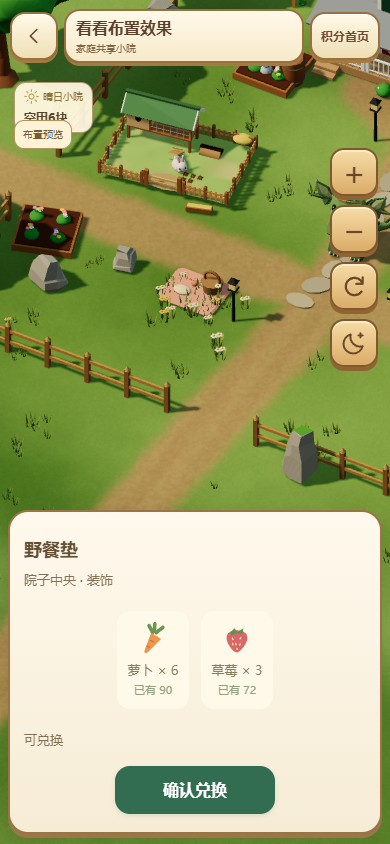 看看布置效果
家庭共享小院
积分首页
晴日小院
空田6块
布置预览
野餐垫
院子中央·装饰
萝卜 × 6
已有 90
草莓 × 3
已有 72
可兑换
确认兑换